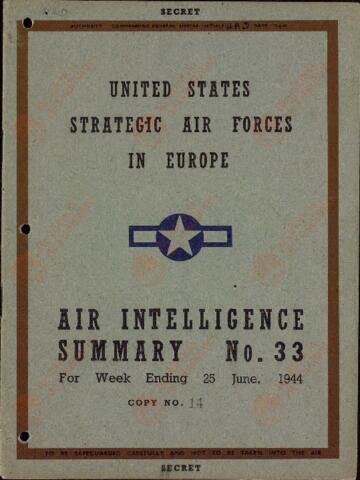 SECRET
UNITED STATES
STRATEGIC AIR FORCES
IN EUROPE
AIR INTELLIGENCE
SUMMARY No. 33
For Week Ending 25 June, 1944
COPY NO. 14
TO BE SAFEGUARDED CAREFULLY AND NOT TO BE TAKEN INTO THE AIR
SECRET